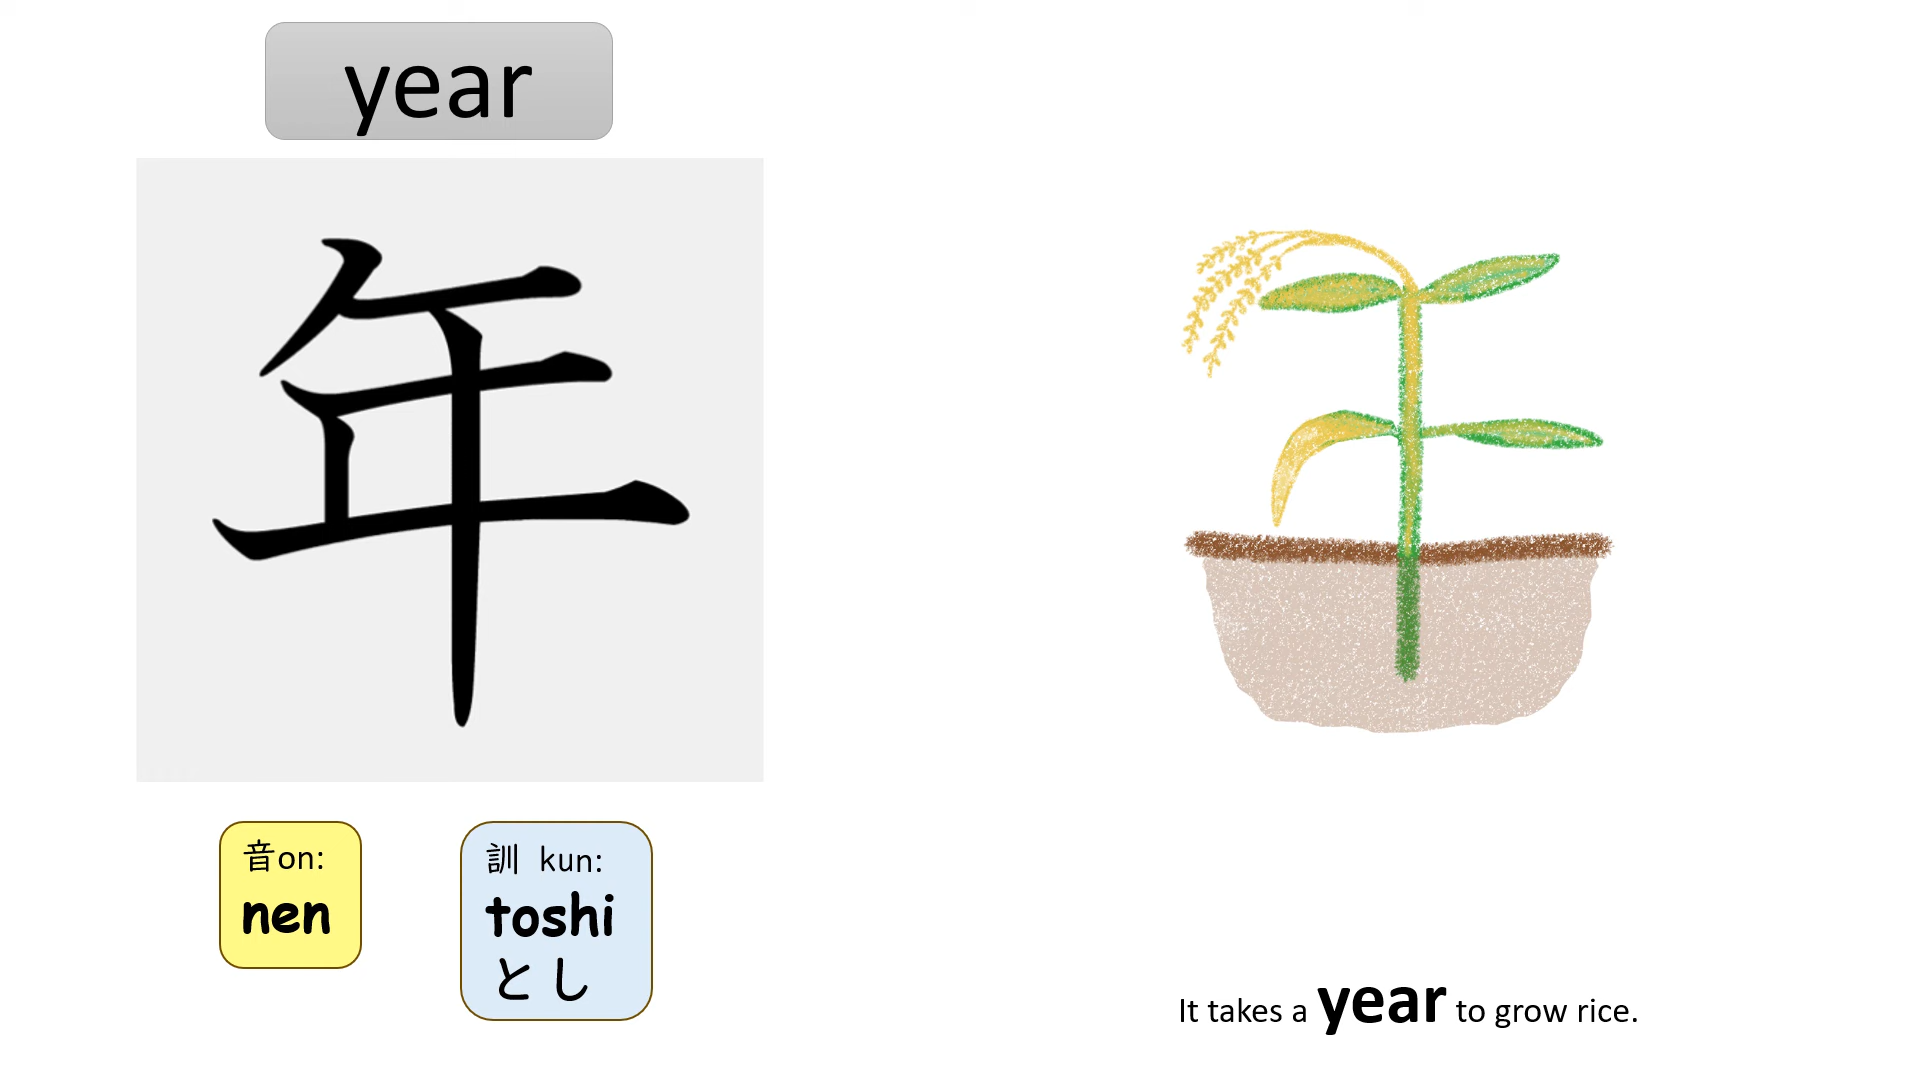 year
年
音on:
nen
訓 kun:
toshi
とし
It takes a year to grow rice.